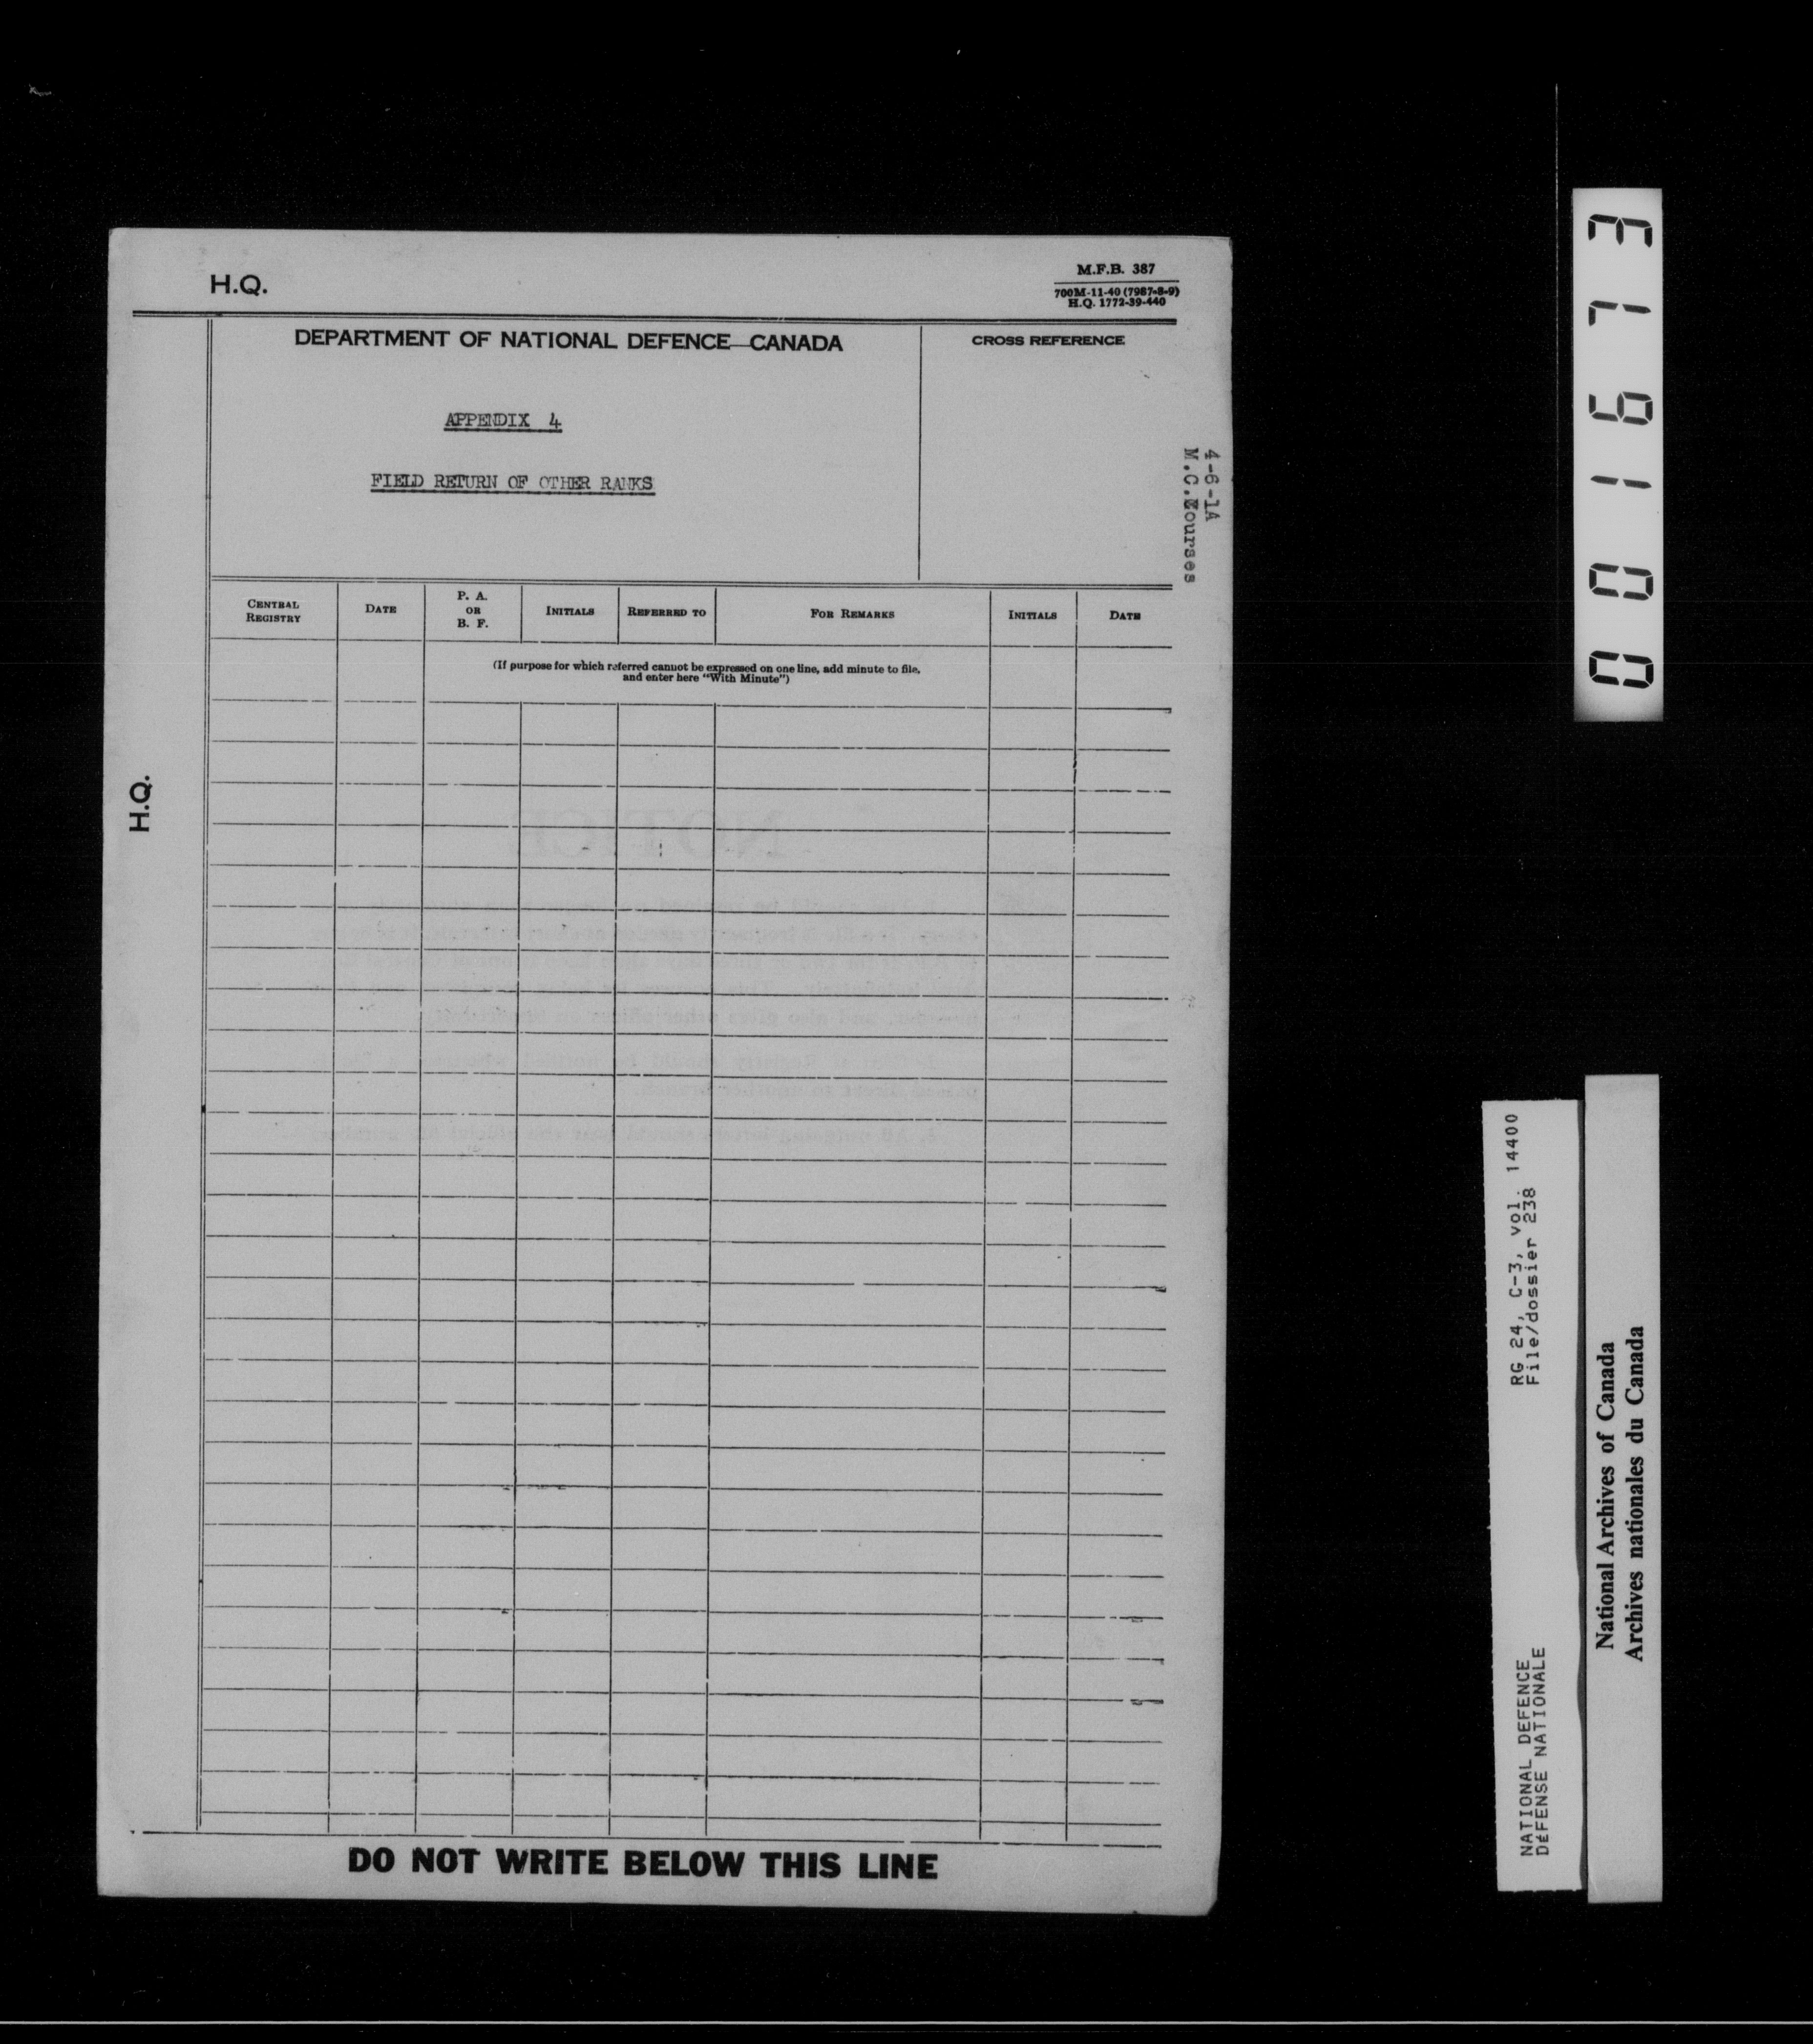 H.Q.
M.F.B. 387
700M-11-40 (7987-8-9)
H.Q. 1772-39-440
DEPARTMENT OF NATIONAL DEFENCE—CANADA
CROSS REFERENCE
APPENDIX 4
FIELD RETURN OF OTHER RANKS
4-6-1A
M.C.Courses
CENTRAL REGISTRY
DATE
P. A. OR B. F.
INITIALS
REFERRED TO
FOR REMARKS
INITIALS
DATE
(If purpose for which referred cannot be expressed on one line, add minute to file,
and enter here "With Minute")
H.Q.
DO NOT WRITE BELOW THIS LINE
001673
RG 24, C-3, vol. 14400
File/dossier 238
NATIONAL DEFENCE
DéFENSE NATIONALE
National Archives of Canada
Archives nationales du Canada